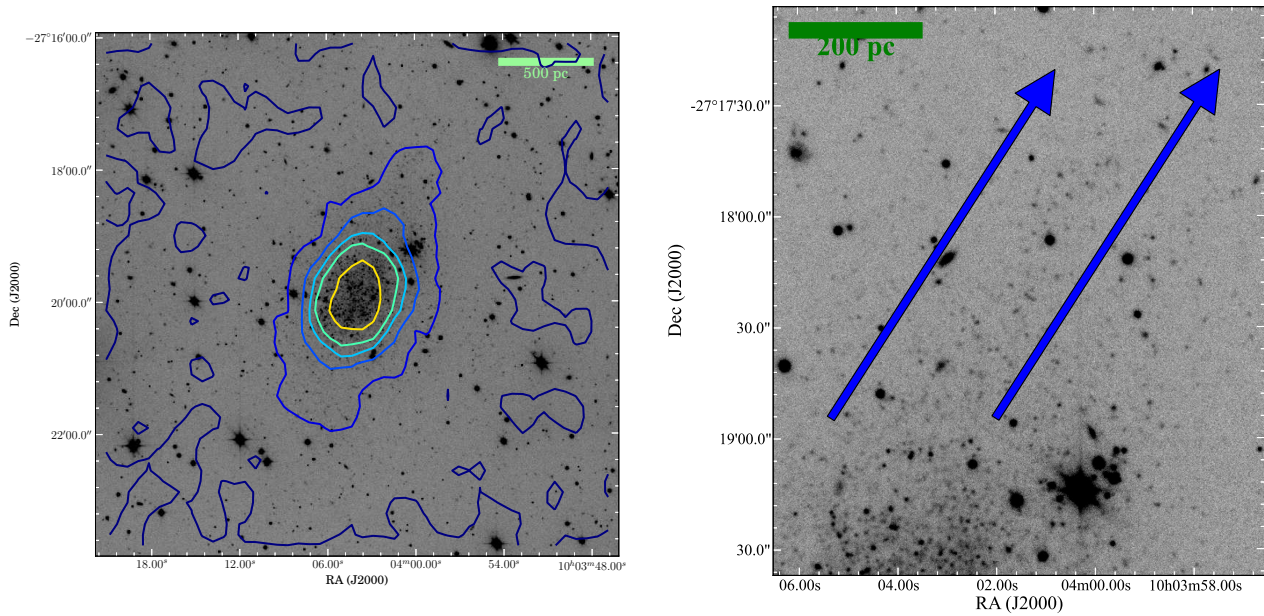 −27°16′00.0″
18′00.0″
20′00.0″
22′00.0″
Dec (J2000)
500 pc
18.00ˢ
12.00ˢ
06.00ˢ
04ᵐ00.00ˢ
54.00ˢ
10ʰ03ᵐ48.00ˢ
RA (J2000)
200 pc
-27°17'30.0"
18'00.0"
30.0"
19'00.0"
30.0"
Dec (J2000)
06.00s
04.00s
02.00s
04m00.00s
10h03m58.00s
RA (J2000)